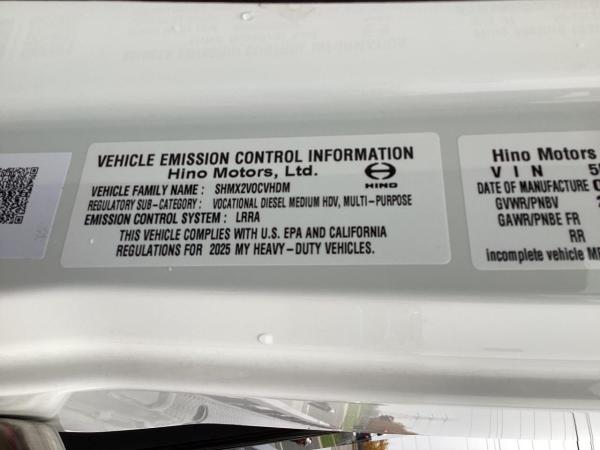 VEHICLE EMISSION CONTROL INFORMATION
Hino Motors, Ltd.
HINO
VEHICLE FAMILY NAME : SHMX2VOCVHDM
REGULATORY SUB-CATEGORY : VOCATIONAL DIESEL MEDIUM HDV, MULTI-PURPOSE
EMISSION CONTROL SYSTEM : LRRA
THIS VEHICLE COMPLIES WITH U.S. EPA AND CALIFORNIA
REGULATIONS FOR 2025 MY HEAVY-DUTY VEHICLES.
Hino Motors
VIN
DATE OF MANUFACTURE
GVWR/PNBV
GAWR/PNBE FR
RR
incomplete vehicle